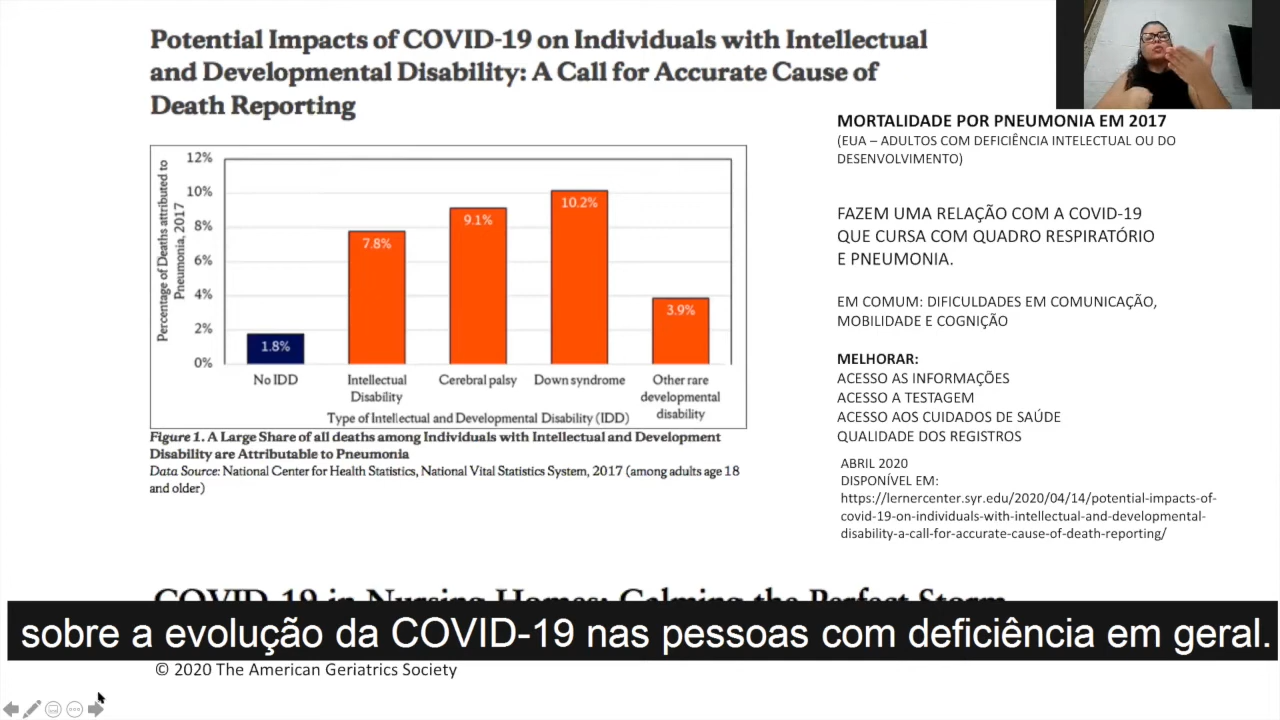 Potential Impacts of COVID-19 on Individuals with Intellectual
and Developmental Disability: A Call for Accurate Cause of
Death Reporting
Percentage of Deaths attributed to
Pneumonia, 2017
12%
10%
8%
6%
4%
2%
0%
1.8%
7.8%
9.1%
10.2%
3.9%
No IDD
Intellectual
Disability
Cerebral palsy
Down syndrome
Other rare
developmental
disability
Type of Intellectual and Developmental Disability (IDD)
Figure 1. A Large Share of all deaths among Individuals with Intellectual and Development
Disability are Attributable to Pneumonia
Data Source: National Center for Health Statistics, National Vital Statistics System, 2017 (among adults age 18
and older)
MORTALIDADE POR PNEUMONIA EM 2017
(EUA – ADULTOS COM DEFICIÊNCIA INTELECTUAL OU DO
DESENVOLVIMENTO)
FAZEM UMA RELAÇÃO COM A COVID-19
QUE CURSA COM QUADRO RESPIRATÓRIO
E PNEUMONIA.
EM COMUM: DIFICULDADES EM COMUNICAÇÃO,
MOBILIDADE E COGNIÇÃO
MELHORAR:
ACESSO AS INFORMAÇÕES
ACESSO A TESTAGEM
ACESSO AOS CUIDADOS DE SAÚDE
QUALIDADE DOS REGISTROS
ABRIL 2020
DISPONÍVEL EM:
https://lernercenter.syr.edu/2020/04/14/potential-impacts-of-
covid-19-on-individuals-with-intellectual-and-developmental-
disability-a-call-for-accurate-cause-of-death-reporting/
COVID-19 in Nursing Homes: Calming the Perfect Storm
sobre a evolução da COVID-19 nas pessoas com deficiência em geral.
© 2020 The American Geriatrics Society